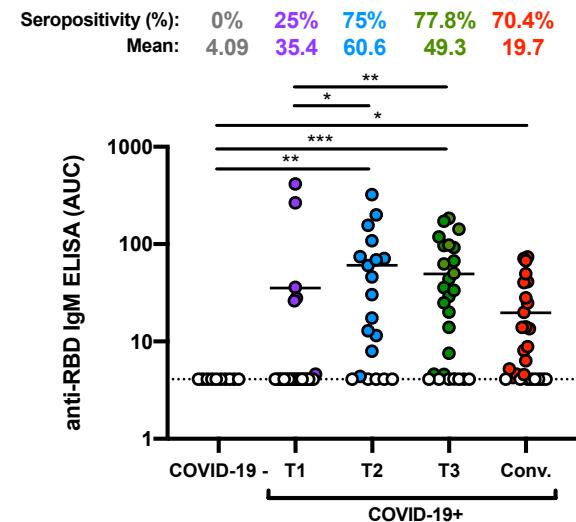 Seropositivity (%): 0% 25% 75% 77.8% 70.4%
Mean: 4.09 35.4 60.6 49.3 19.7
**
*
*
***
**
anti-RBD IgM ELISA (AUC)
1000
100
10
1
COVID-19 - T1 T2 T3 Conv.
COVID-19+